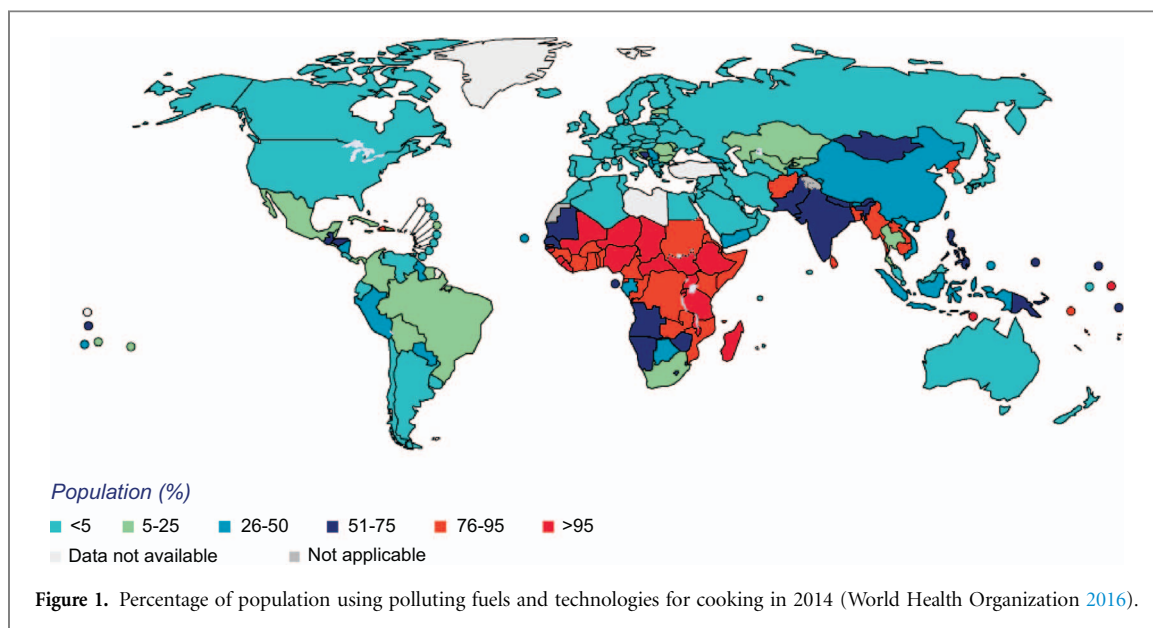 Population (%)
<5 5-25 26-50 51-75 76-95 >95
Data not available Not applicable
Figure 1. Percentage of population using polluting fuels and technologies for cooking in 2014 (World Health Organization 2016).